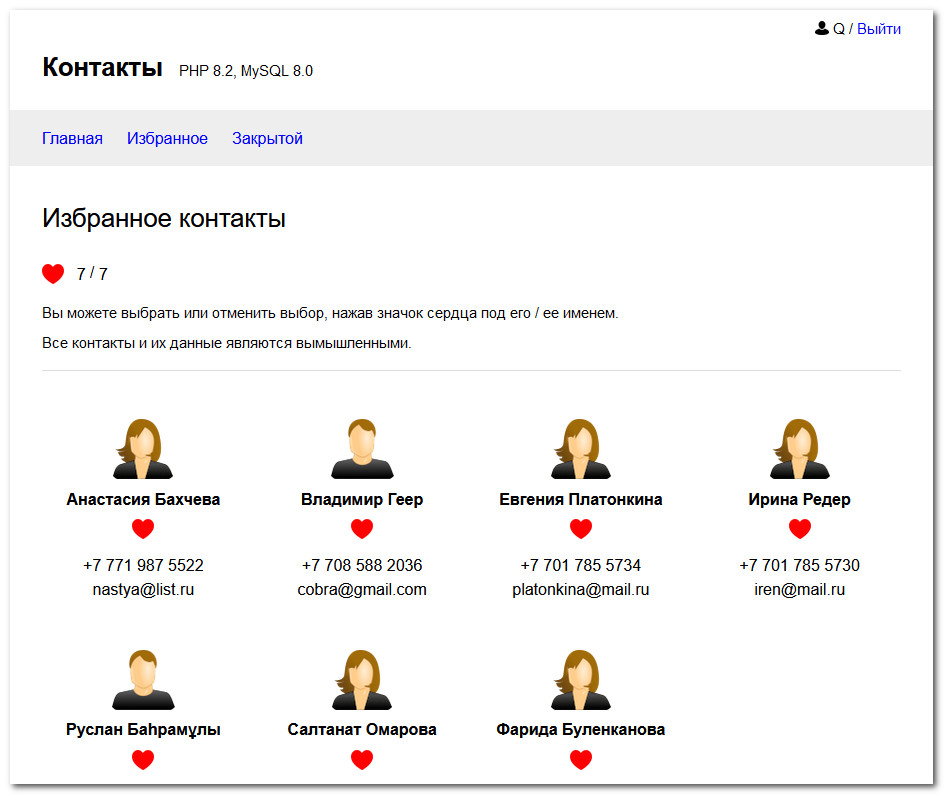 Q / Выйти
Контакты PHP 8.2, MySQL 8.0
Главная Избранное Закрытой
Избранное контакты
7 / 7
Вы можете выбрать или отменить выбор, нажав значок сердца под его / ее именем.
Все контакты и их данные являются вымышленными.
Анастасия Бахчева Владимир Геер Евгения Платонкина Ирина Редер
+7 771 987 5522 +7 708 588 2036 +7 701 785 5734 +7 701 785 5730
nastya@list.ru cobra@gmail.com platonkina@mail.ru iren@mail.ru
Руслан Баһрамұлы Салтанат Омарова Фарида Буленканова